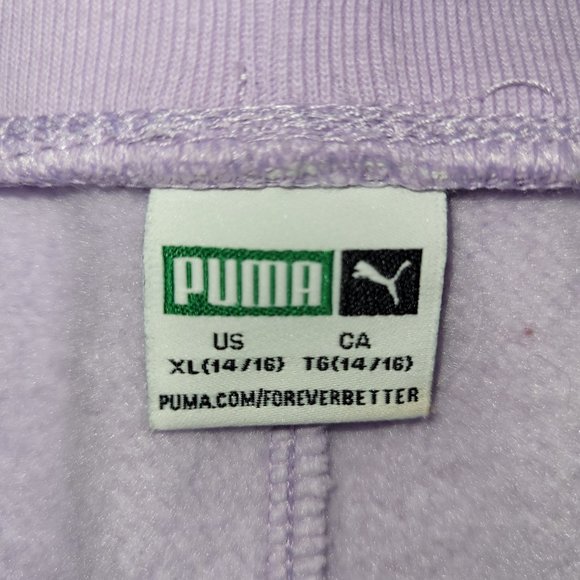 PUMA
US CA
XL(14/16) TG(14/16)
PUMA.COM/FOREVERBETTER